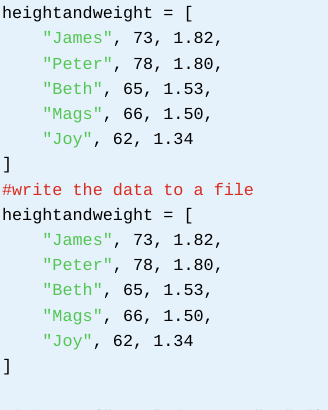 heightandweight = [
    "James", 73, 1.82,
    "Peter", 78, 1.80,
    "Beth", 65, 1.53,
    "Mags", 66, 1.50,
    "Joy", 62, 1.34
]
#write the data to a file
heightandweight = [
    "James", 73, 1.82,
    "Peter", 78, 1.80,
    "Beth", 65, 1.53,
    "Mags", 66, 1.50,
    "Joy", 62, 1.34
]